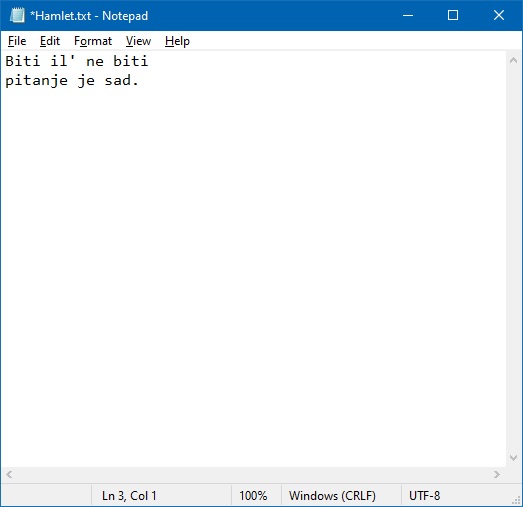 *Hamlet.txt - Notepad
File Edit Format View Help
Biti il' ne biti
pitanje je sad.
Ln 3, Col 1 100% Windows (CRLF) UTF-8